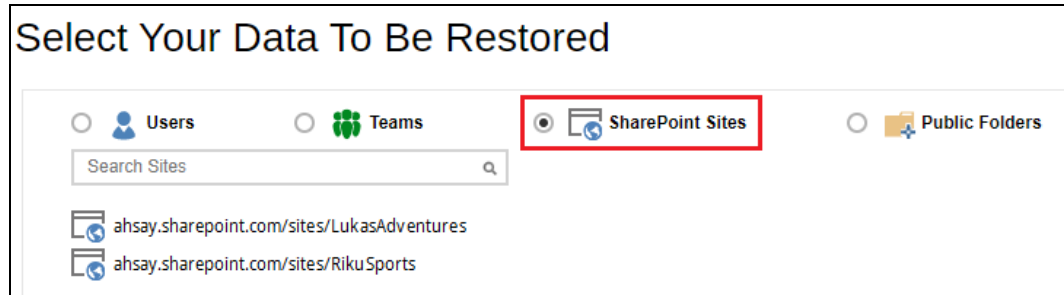 Select Your Data To Be Restored
Users Teams SharePoint Sites Public Folders
Search Sites
ahsay.sharepoint.com/sites/LukasAdventures
ahsay.sharepoint.com/sites/RikuSports